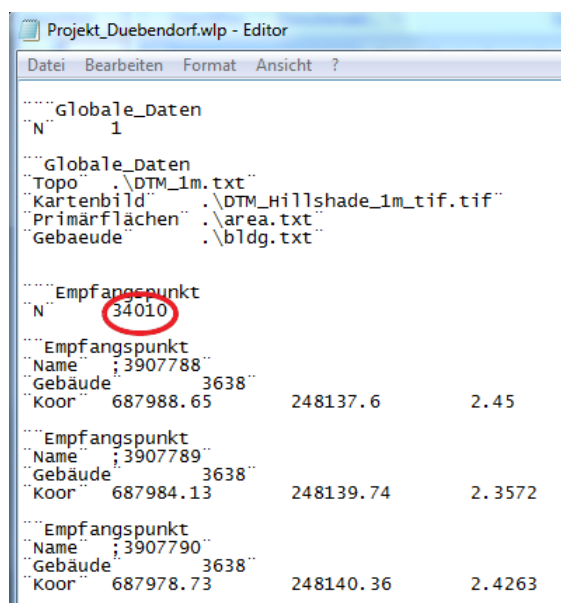 Projekt_Duebendorf.wlp - Editor
Datei Bearbeiten Format Ansicht ?
¨¨¨Globale_Daten
¨N¨ 1
¨¨Globale_Daten
¨Topo¨ .\DTM_1m.txt¨
¨Kartenbild¨ .\DTM_Hillshade_1m_tif.tif¨
¨Primärflächen¨ .\area.txt¨
¨Gebaeude¨ .\bldg.txt¨
¨¨¨Empfangspunkt
¨N¨ 34010
¨¨Empfangspunkt
¨Name¨ ;3907788¨
¨Gebäude¨ 3638¨
¨Koor¨ 687988.65 248137.6 2.45
¨¨Empfangspunkt
¨Name¨ ;3907789¨
¨Gebäude¨ 3638¨
¨Koor¨ 687984.13 248139.74 2.3572
¨¨Empfangspunkt
¨Name¨ ;3907790¨
¨Gebäude¨ 3638¨
¨Koor¨ 687978.73 248140.36 2.4263